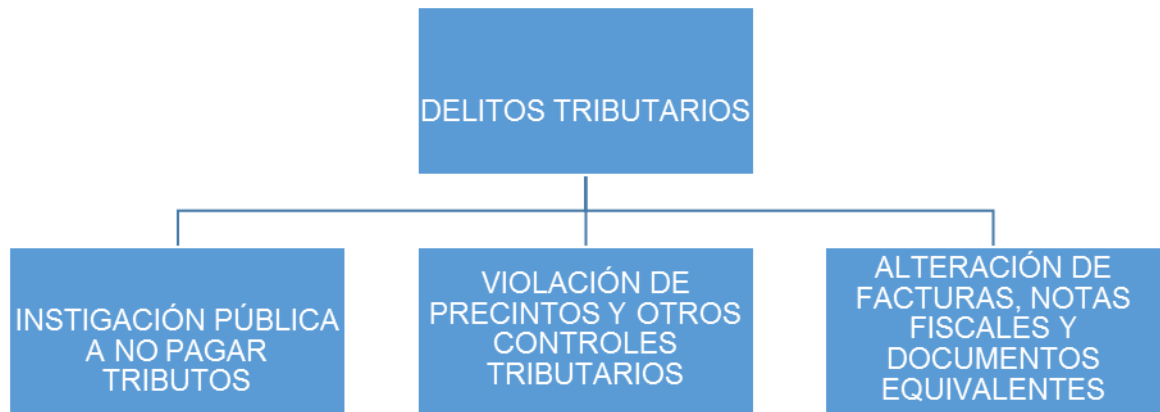 DELITOS TRIBUTARIOS
INSTIGACIÓN PÚBLICA
A NO PAGAR
TRIBUTOS
VIOLACIÓN DE
PRECINTOS Y OTROS
CONTROLES
TRIBUTARIOS
ALTERACIÓN DE
FACTURAS, NOTAS
FISCALES Y
DOCUMENTOS
EQUIVALENTES